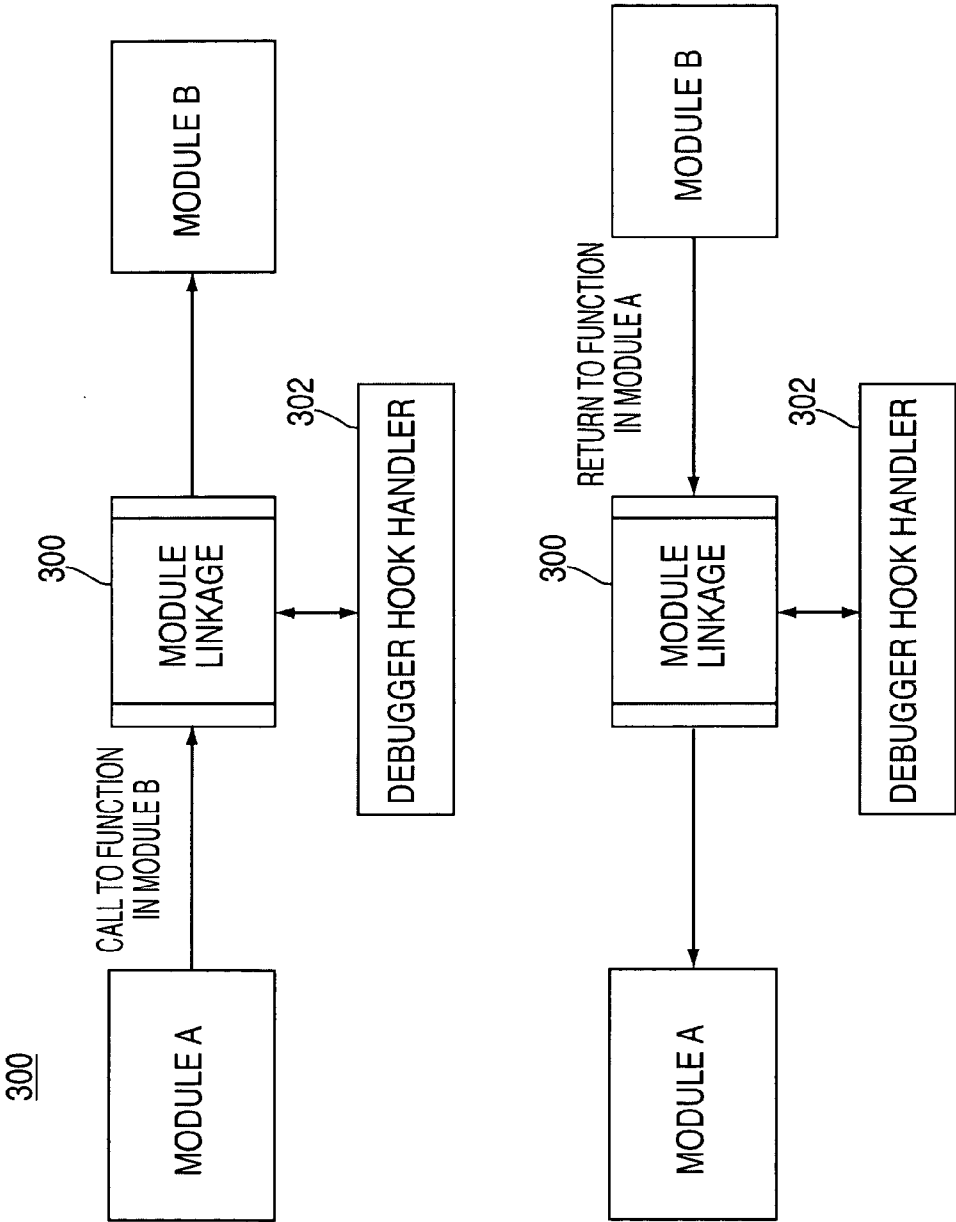 300
MODULE A
CALL TO FUNCTION
IN MODULE B
300
MODULE
LINKAGE
302
DEBUGGER HOOK HANDLER
MODULE B
MODULE A
300
MODULE
LINKAGE
302
DEBUGGER HOOK HANDLER
RETURN TO FUNCTION
IN MODULE A
MODULE B